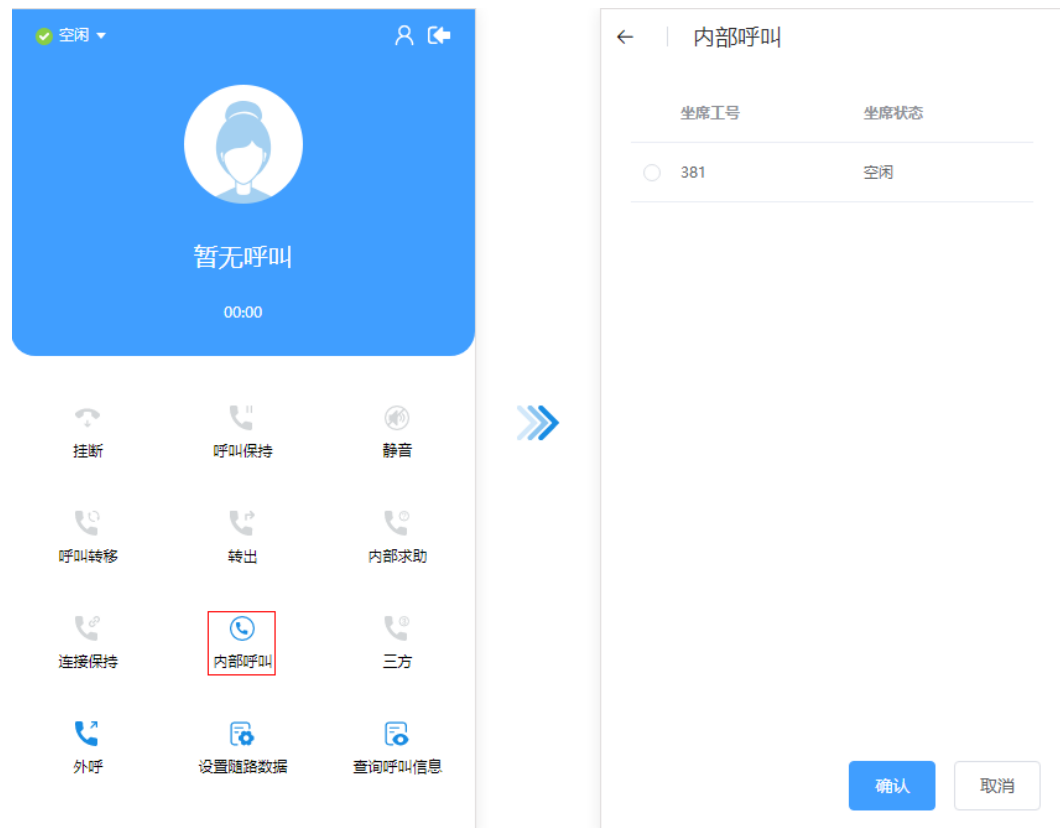 空闲
暂无呼叫
00:00
挂断 呼叫保持 静音
呼叫转移 转出 内部求助
连接保持 内部呼叫 三方
外呼 设置随路数据 查询呼叫信息
内部呼叫
坐席工号 坐席状态
381 空闲
确认 取消